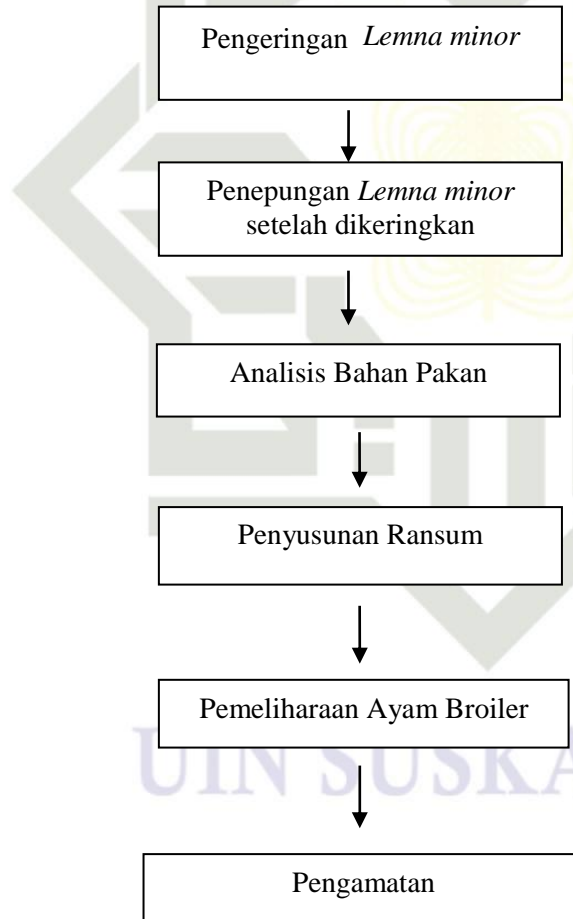 Pengeringan Lemna minor
Penepungan Lemna minor
setelah dikeringkan
Analisis Bahan Pakan
Penyusunan Ransum
Pemeliharaan Ayam Broiler
UIN SUSKA
Pengamatan